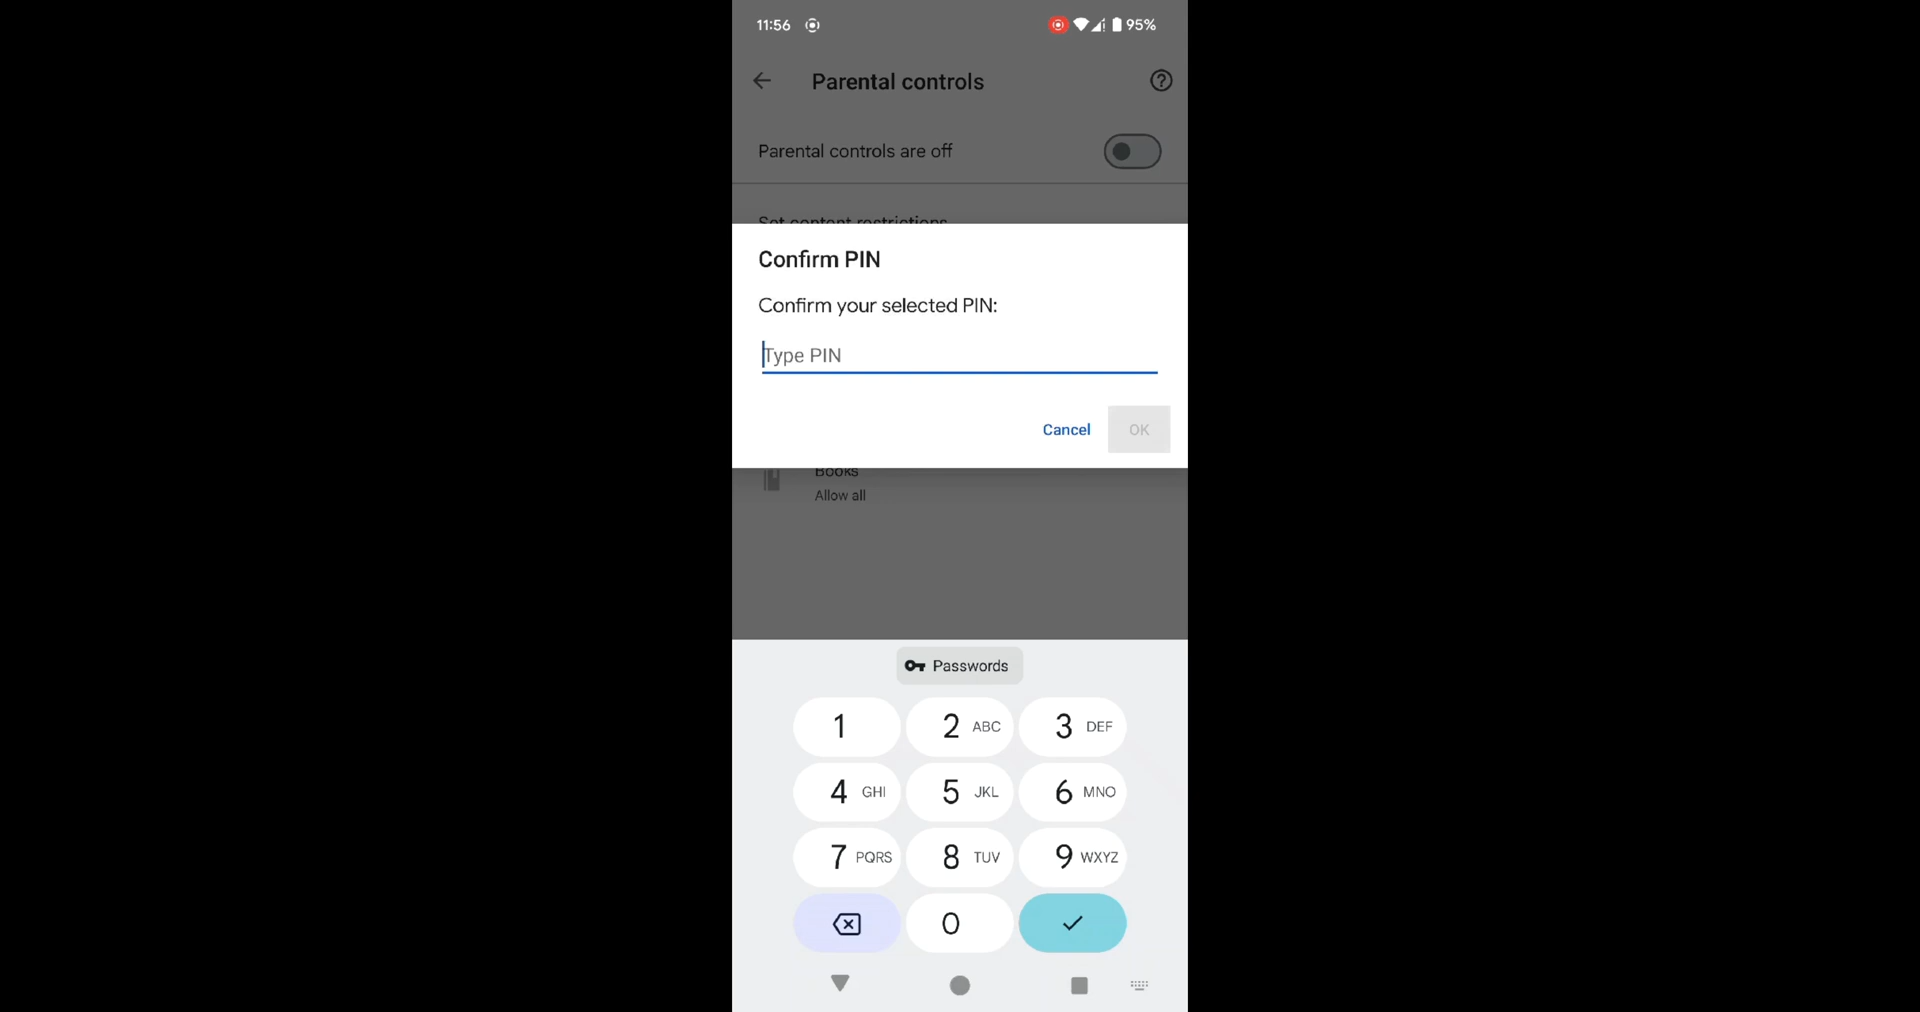 11:56
95%
Parental controls
Parental controls are off
Set content restrictions
Confirm PIN
Confirm your selected PIN:
Type PIN
Cancel
OK
Books
Allow all
Passwords
1
2 ABC
3 DEF
4 GHI
5 JKL
6 MNO
7 PQRS
8 TUV
9 WXYZ
0